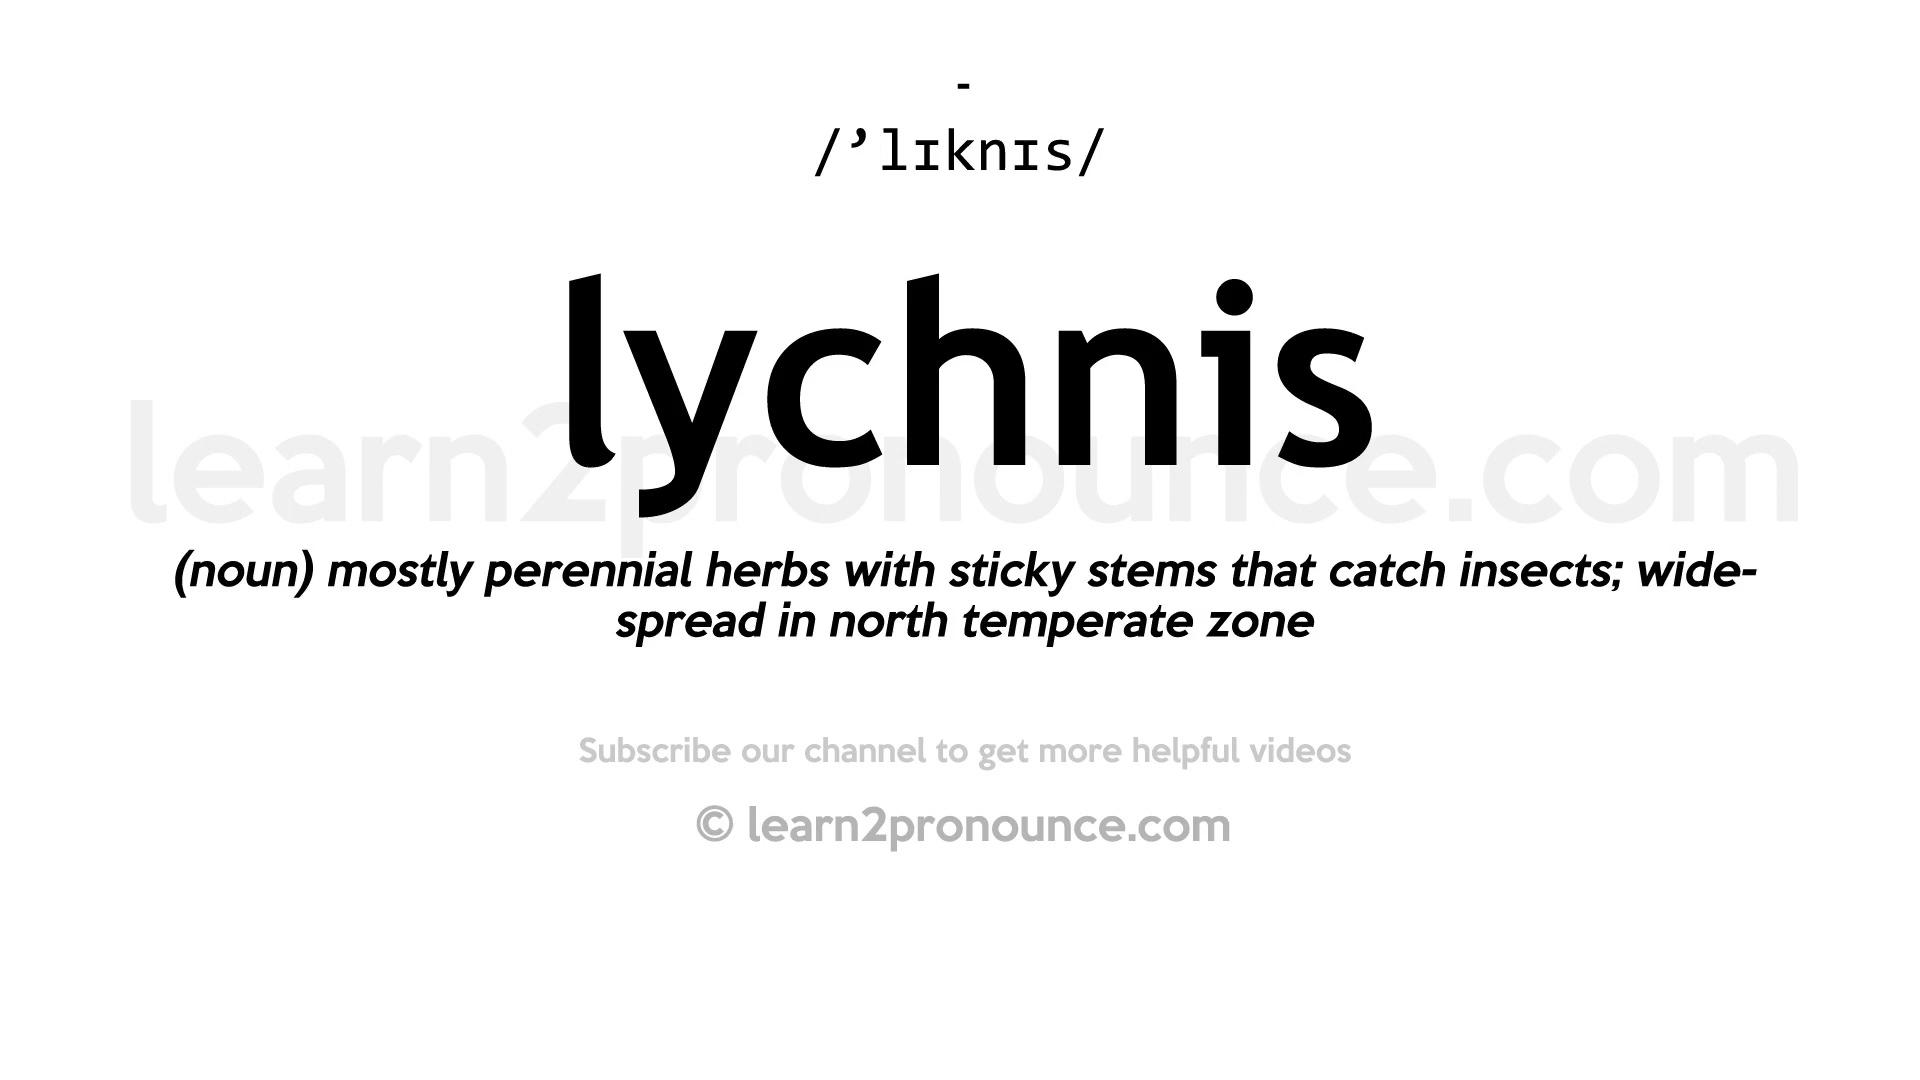 -
/’lɪknɪs/
lychnis
learn2pronounce.com
(noun) mostly perennial herbs with sticky stems that catch insects; wide-
spread in north temperate zone
Subscribe our channel to get more helpful videos
© learn2pronounce.com